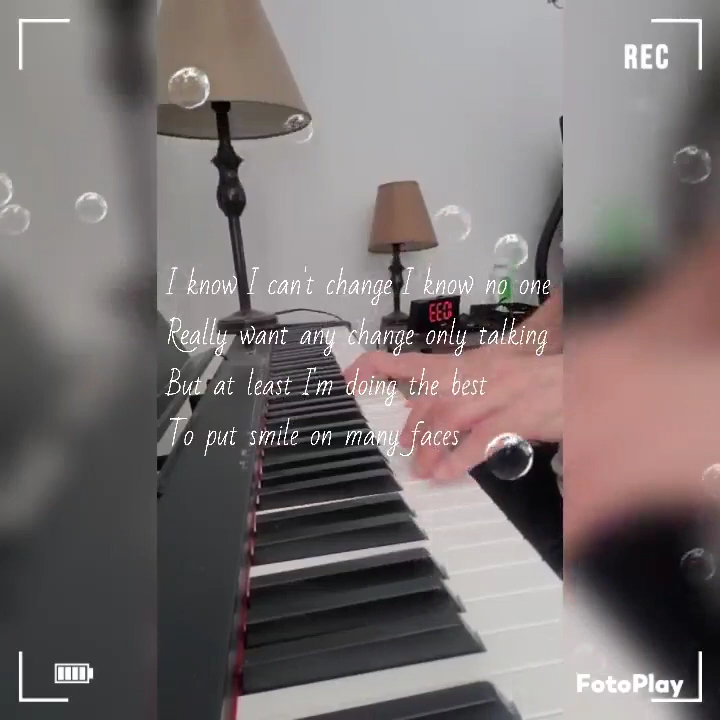 REC
I know I can't change I know no one
Really want any change only talking
But at least I'm doing the best
To put smile on many faces
FotoPlay